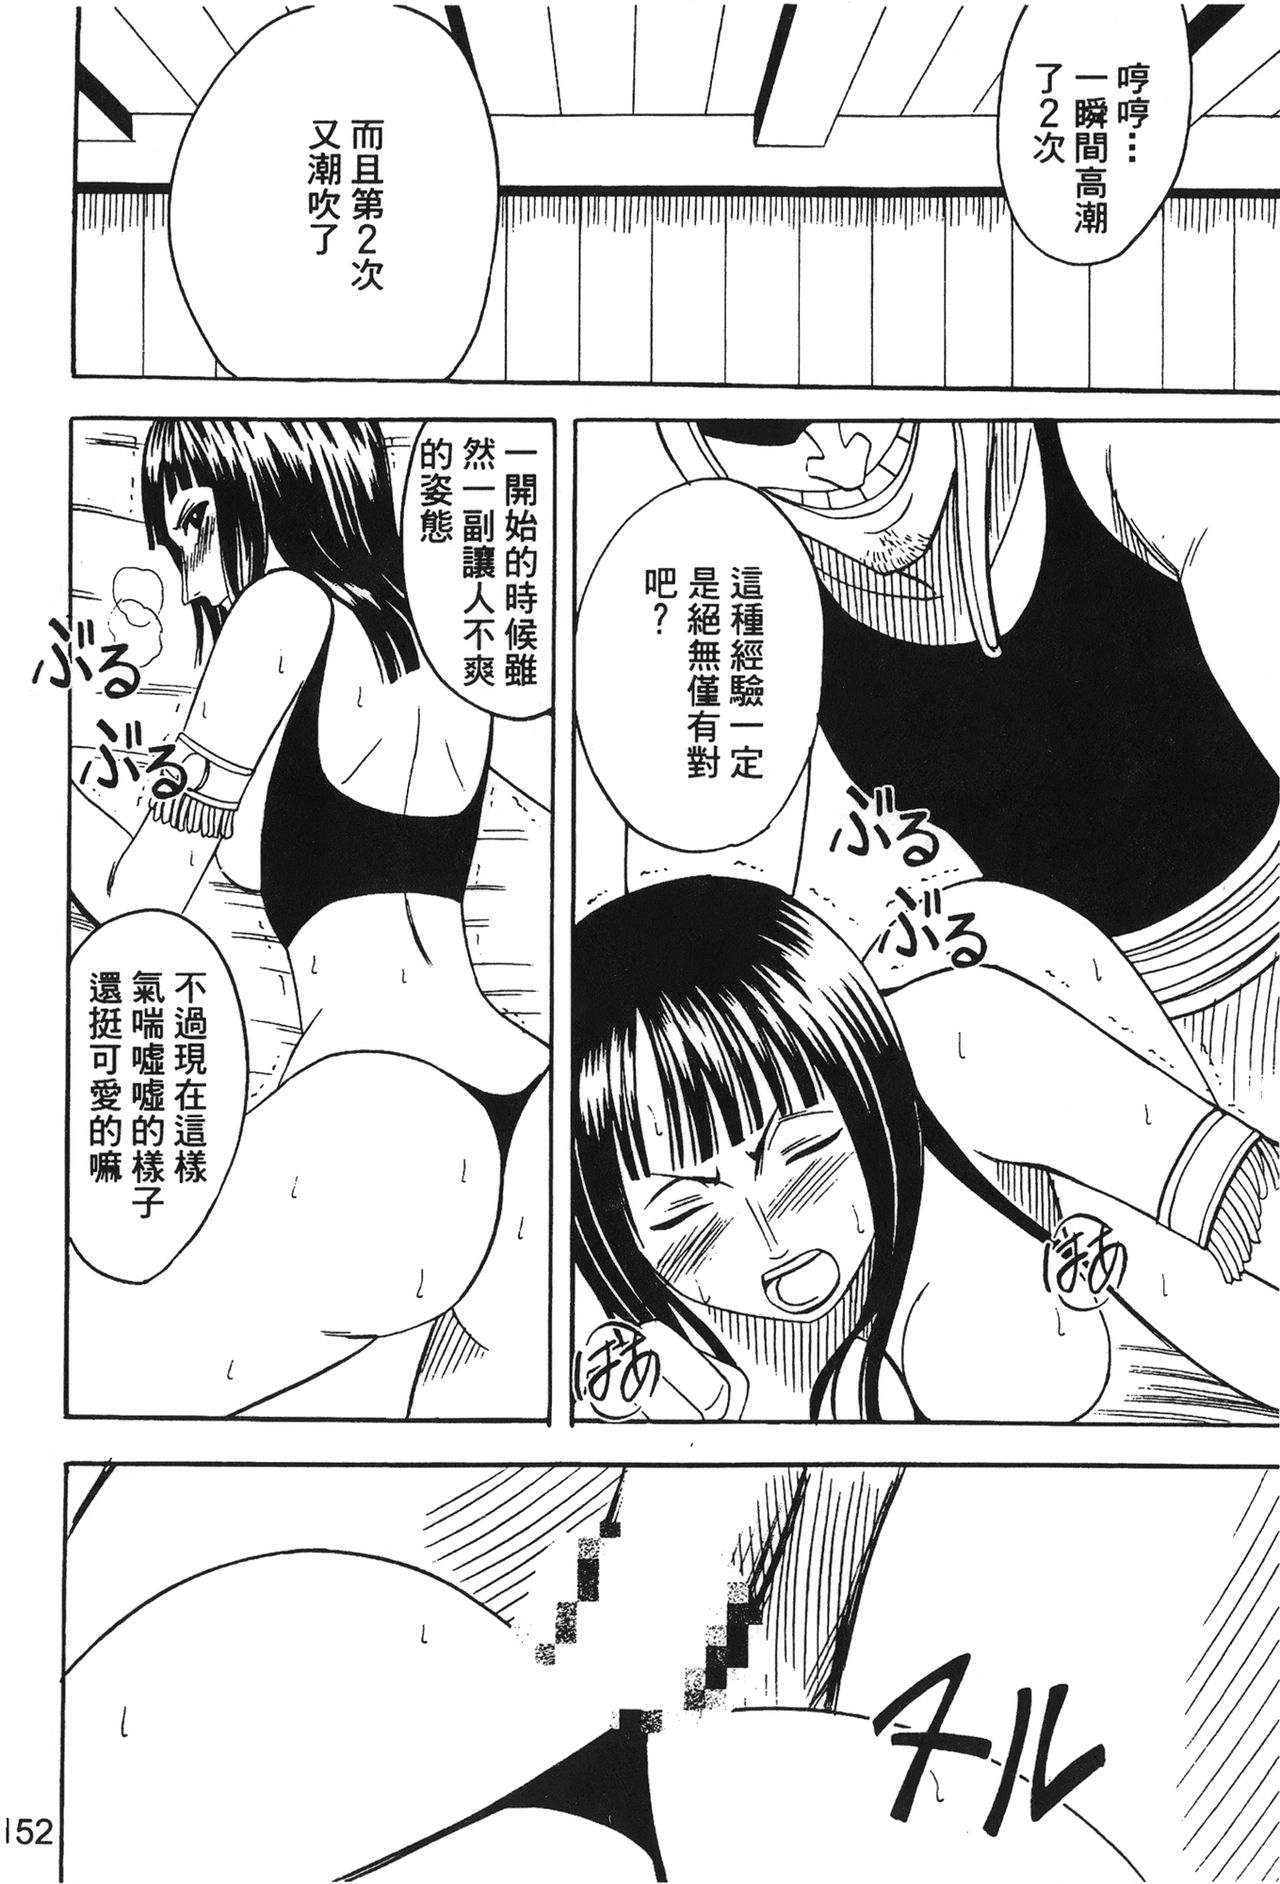 哼哼…
一瞬間高潮
了2次
而且第2次
又潮吹了
這種經驗一定
是絕無僅有對
吧？
ぶる
ぶる
ほぁ
ほぁ
一開始的時候雖
然一副讓人不爽
的姿態
ぶる
ぶる
不過現在這樣
氣喘噓噓的樣子
還挺可愛的嘛
ヌル
152